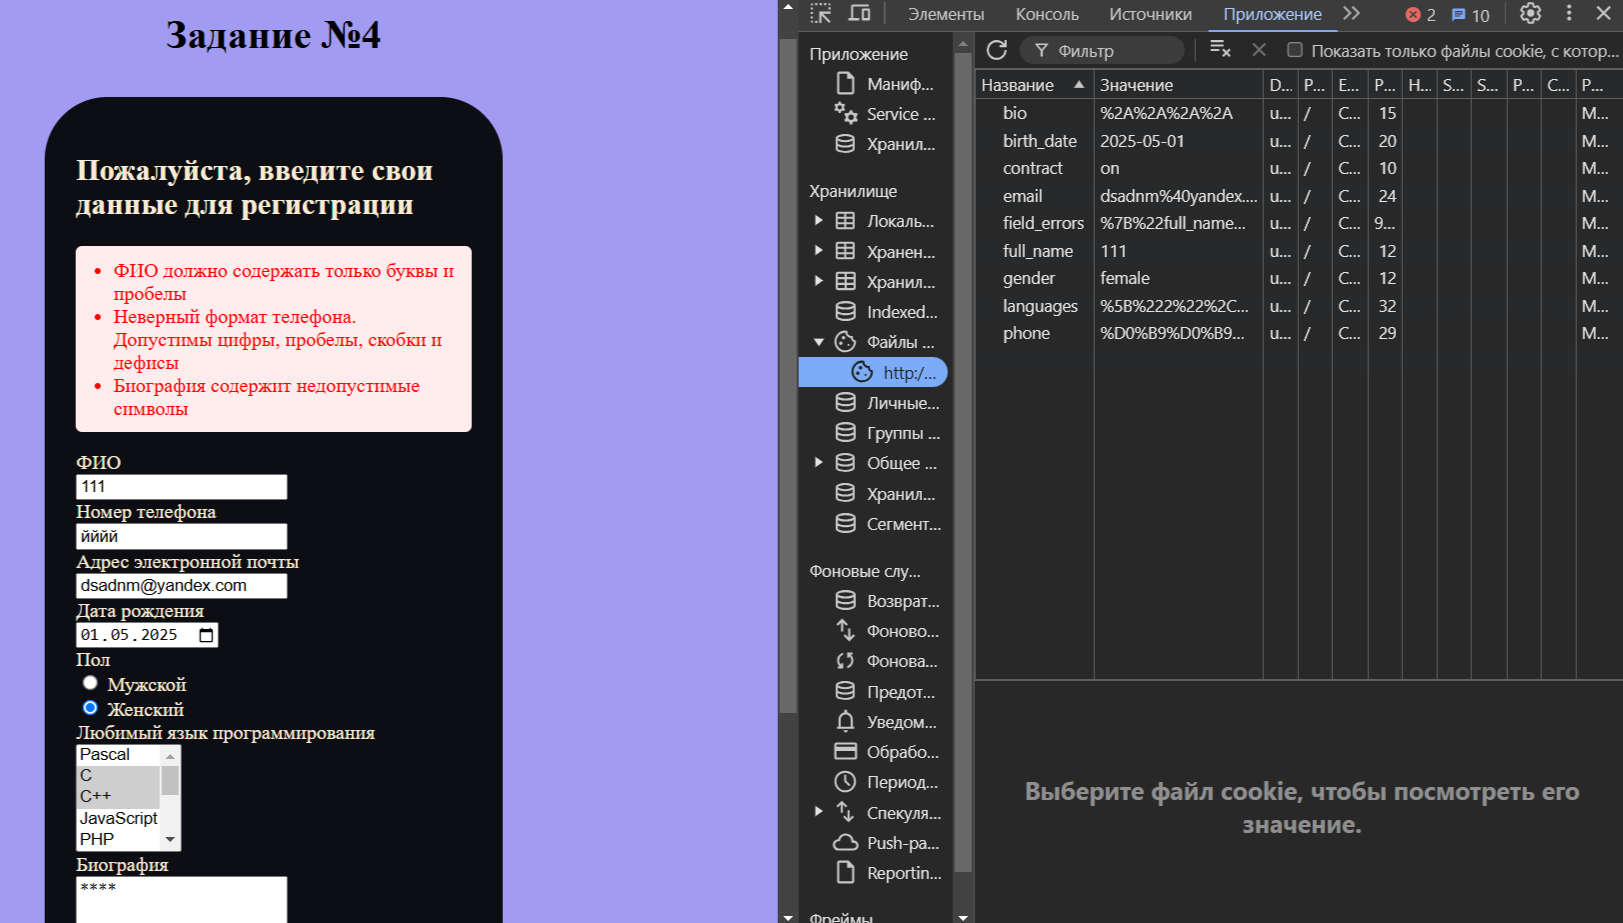 Задание №4
Пожалуйста, введите свои
данные для регистрации
ФИО должно содержать только буквы и
пробелы
Неверный формат телефона.
Допустимы цифры, пробелы, скобки и
дефисы
Биография содержит недопустимые
символы
ФИО
111
Номер телефона
йййй
Адрес электронной почты
dsadnm@yandex.com
Дата рождения
01.05.2025
Пол
Мужской
Женский
Любимый язык программирования
Pascal
C
C++
JavaScript
PHP
Биография
****
Элементы Консоль Источники Приложение 2 10
Приложение
Маниф...
Service ...
Хранил...
Хранилище
Локаль...
Хранен...
Хранил...
Indexed...
Файлы ...
http:/...
Личные...
Группы ...
Общее ...
Хранил...
Сегмент...
Фоновые слу...
Возврат...
Фоново...
Фонова...
Предот...
Уведом...
Обрабо...
Период...
Спекуля...
Push-pa...
Reportin...
Фреймы
Фильтр Показать только файлы cookie, с котор...
Название Значение D... P... E... P... H... S... S... P... C... P...
bio %2A%2A%2A%2A u... / C... 15 M...
birth_date 2025-05-01 u... / C... 20 M...
contract on u... / C... 10 M...
email dsadnm%40yandex.... u... / C... 24 M...
field_errors %7B%22full_name... u... / C... 9... M...
full_name 111 u... / C... 12 M...
gender female u... / C... 12 M...
languages %5B%222%22%2C... u... / C... 32 M...
phone %D0%B9%D0%B9... u... / C... 29 M...
Выберите файл cookie, чтобы посмотреть его
значение.